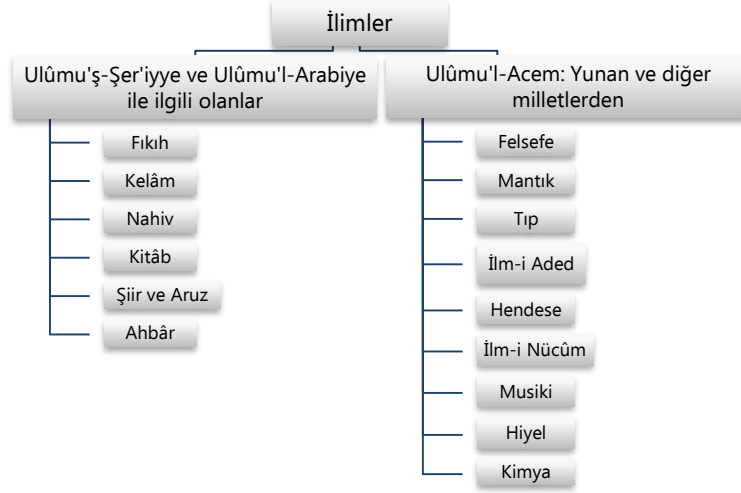 İlimler
Ulûmu'ş-Şer'iyye ve Ulûmu'l-Arabiye
ile ilgili olanlar
Fıkıh
Kelâm
Nahiv
Kitâb
Şiir ve Aruz
Ahbâr
Ulûmu'l-Acem: Yunan ve diğer
milletlerden
Felsefe
Mantık
Tıp
İlm-i Aded
Hendese
İlm-i Nücûm
Musiki
Hiyel
Kimya